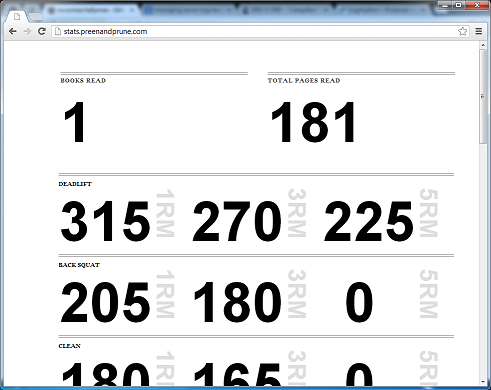 stats.preenandprune.com
BOOKS READ
TOTAL PAGES READ
1
181
DEADLIFT
315 1RM 270 3RM 225 5RM
BACK SQUAT
205 1RM 180 3RM 0 5RM
CLEAN
180 1RM 165 3RM 0 5RM